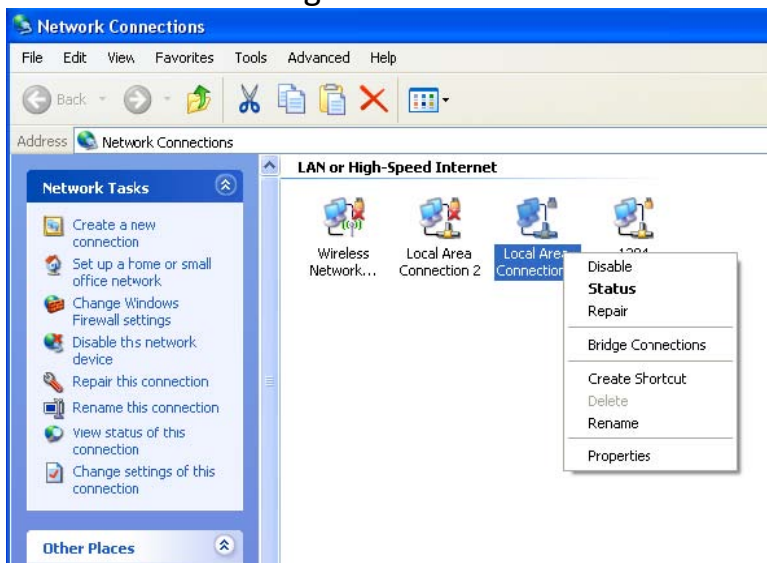 Network Connections
File Edit View Favorites Tools Advanced Help
Back
Address Network Connections
Network Tasks
Create a new
connection
Set up a home or small
office network
Change Windows
Firewall settings
Disable this network
device
Repair this connection
Rename this connection
View status of this
connection
Change settings of this
connection
Other Places
LAN or High-Speed Internet
Wireless
Network...
Local Area
Connection 2
Local Area
Connection
Disable
Status
Repair
Bridge Connections
Create Shortcut
Delete
Rename
Properties